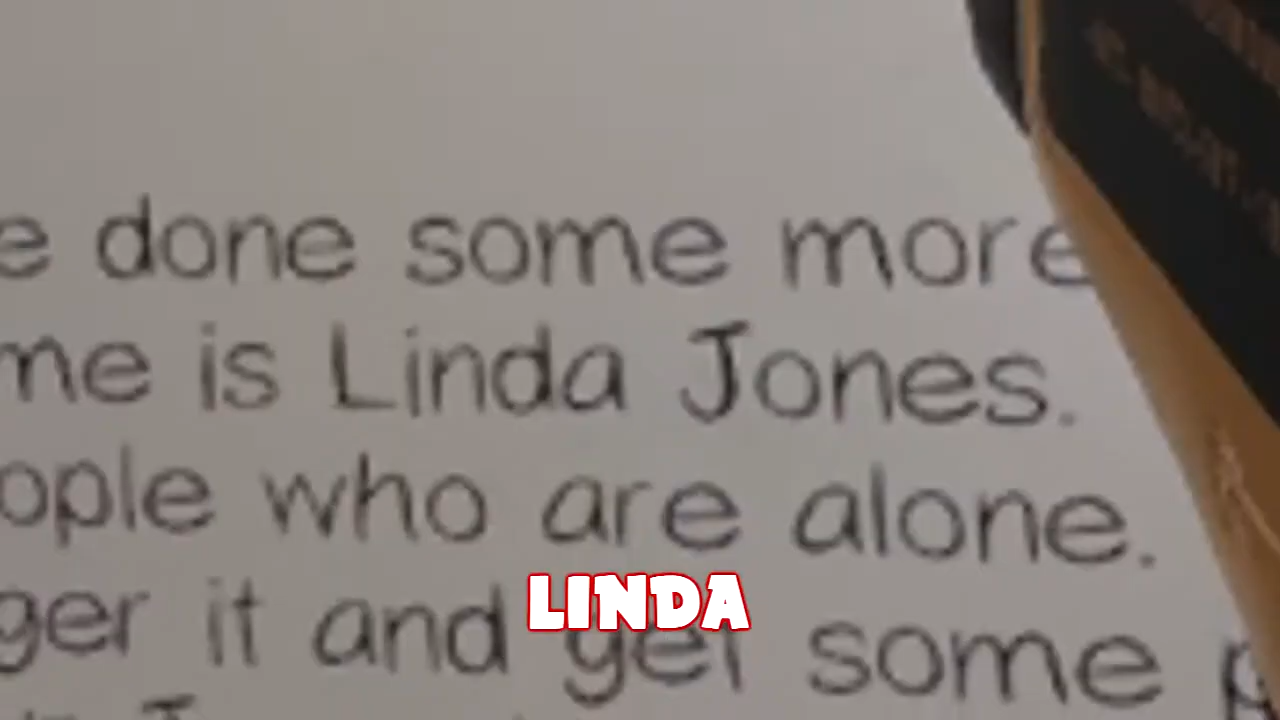 e done some more
me is Linda Jones.
ople who are alone.
ger it and get some
LINDA